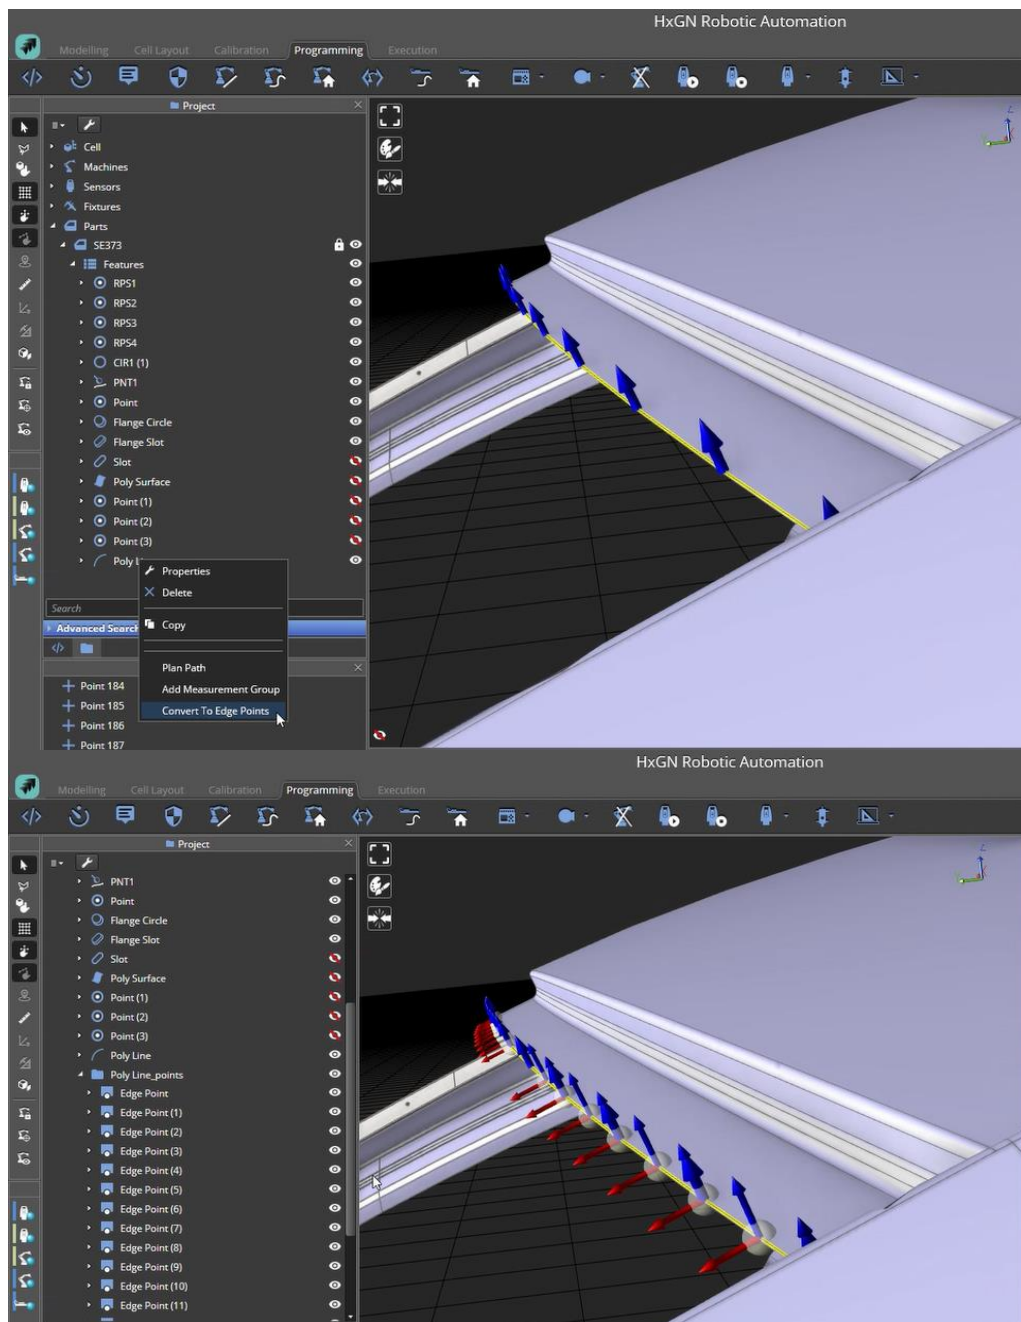 HxGN Robotic Automation
Modelling Cell Layout Calibration Programming Execution
Project
Cell
Machines
Sensors
Fixtures
Parts
SE373
Features
RPS1
RPS2
RPS3
RPS4
CIR1 (1)
PNT1
Point
Flange Circle
Flange Slot
Slot
Poly Surface
Point (1)
Point (2)
Point (3)
Poly L
Properties
Delete
Search
Advanced Search
Copy
Plan Path
Point 184
Add Measurement Group
Point 185
Convert To Edge Points
Point 186
Point 187
HxGN Robotic Automation
Modelling Cell Layout Calibration Programming Execution
Project
PNT1
Point
Flange Circle
Flange Slot
Slot
Poly Surface
Point (1)
Point (2)
Point (3)
Poly Line
Poly Line_points
Edge Point
Edge Point (1)
Edge Point (2)
Edge Point (3)
Edge Point (4)
Edge Point (5)
Edge Point (6)
Edge Point (7)
Edge Point (8)
Edge Point (9)
Edge Point (10)
Edge Point (11)